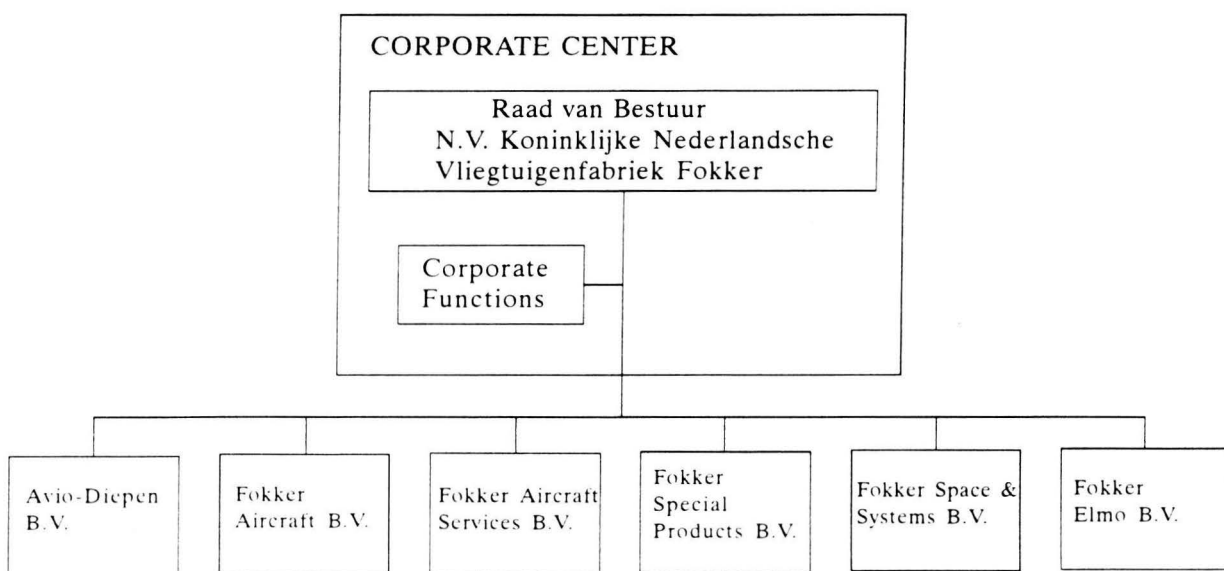 CORPORATE CENTER
Raad van Bestuur
N.V. Koninklijke Nederlandsche
Vliegtuigenfabriek Fokker
Corporate
Functions
Avio-Diepen
B.V.
Fokker
Aircraft B.V.
Fokker Aircraft
Services B.V.
Fokker
Special
Products B.V.
Fokker Space &
Systems B.V.
Fokker
Elmo B.V.